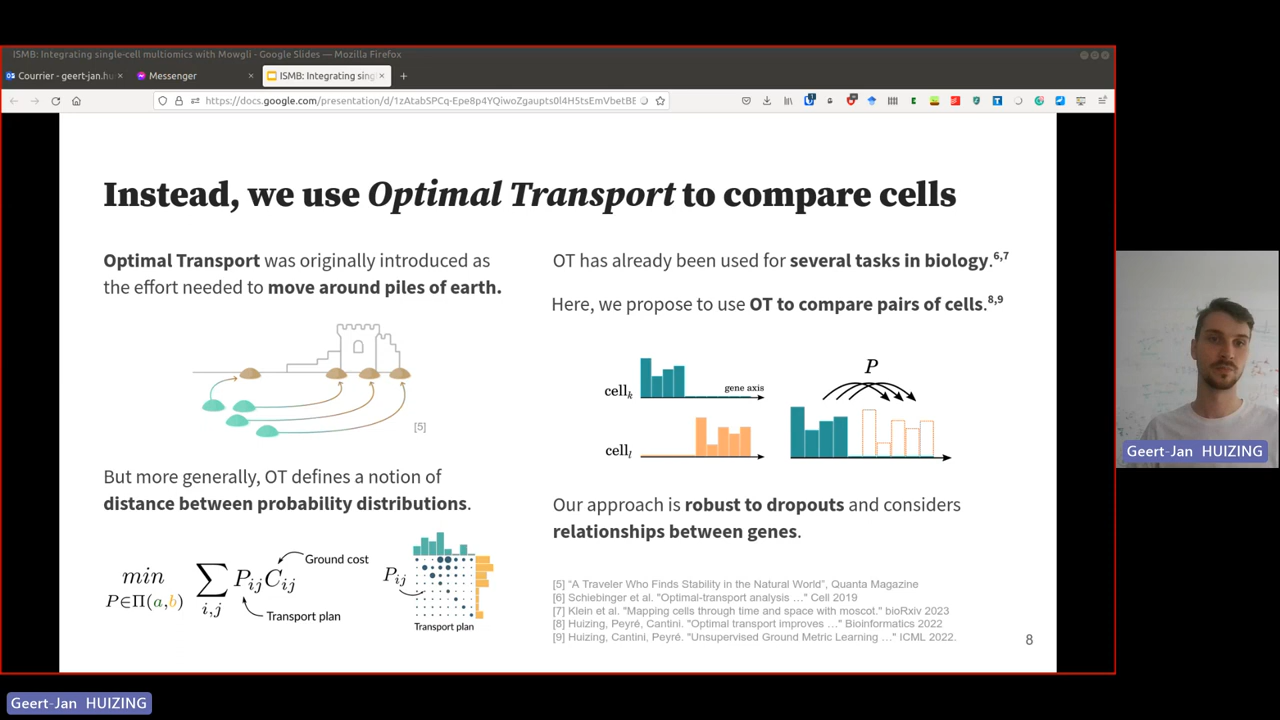 ISMB: Integrating single-cell multiomics with Mowgli - Google Slides — Mozilla Firefox
Courrier - geert-jan.hu
Messenger
ISMB: Integrating sing
https://docs.google.com/presentation/d/1zAtabSPCq-Epe8p4YQiwoZgaupts0l4H5tsEmVbetBE
Instead, we use Optimal Transport to compare cells
Optimal Transport was originally introduced as
the effort needed to move around piles of earth.
[5]
But more generally, OT defines a notion of
distance between probability distributions.
min
P∈Π(a,b)
∑
i,j
PijCij
Ground cost
Transport plan
Pij
Transport plan
OT has already been used for several tasks in biology.6,7
Here, we propose to use OT to compare pairs of cells.8,9
cellk
gene axis
celll
P
Our approach is robust to dropouts and considers
relationships between genes.
[5] "A Traveler Who Finds Stability in the Natural World", Quanta Magazine
[6] Schiebinger et al. "Optimal-transport analysis …" Cell 2019
[7] Klein et al. "Mapping cells through time and space with moscot." bioRxiv 2023
[8] Huizing, Peyré, Cantini. "Optimal transport improves …" Bioinformatics 2022
[9] Huizing, Cantini, Peyré. "Unsupervised Ground Metric Learning …" ICML 2022.
8
Geert-Jan HUIZING
Geert-Jan HUIZING